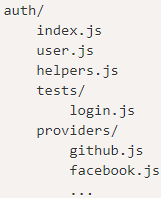 auth/
    index.js
    user.js
    helpers.js
    tests/
        login.js
    providers/
        github.js
        facebook.js
        ...